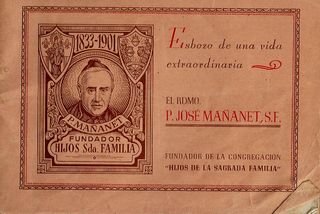 1833-1901
P. MAÑANET
FUNDADOR
HIJOS Sda. FAMILIA
Esbozo de una vida
extraordinaria
EL RDMO.
P. JOSÉ MAÑANET, S.F.
FUNDADOR DE LA CONGREGACION
"HIJOS DE LA SAGRADA FAMILIA"